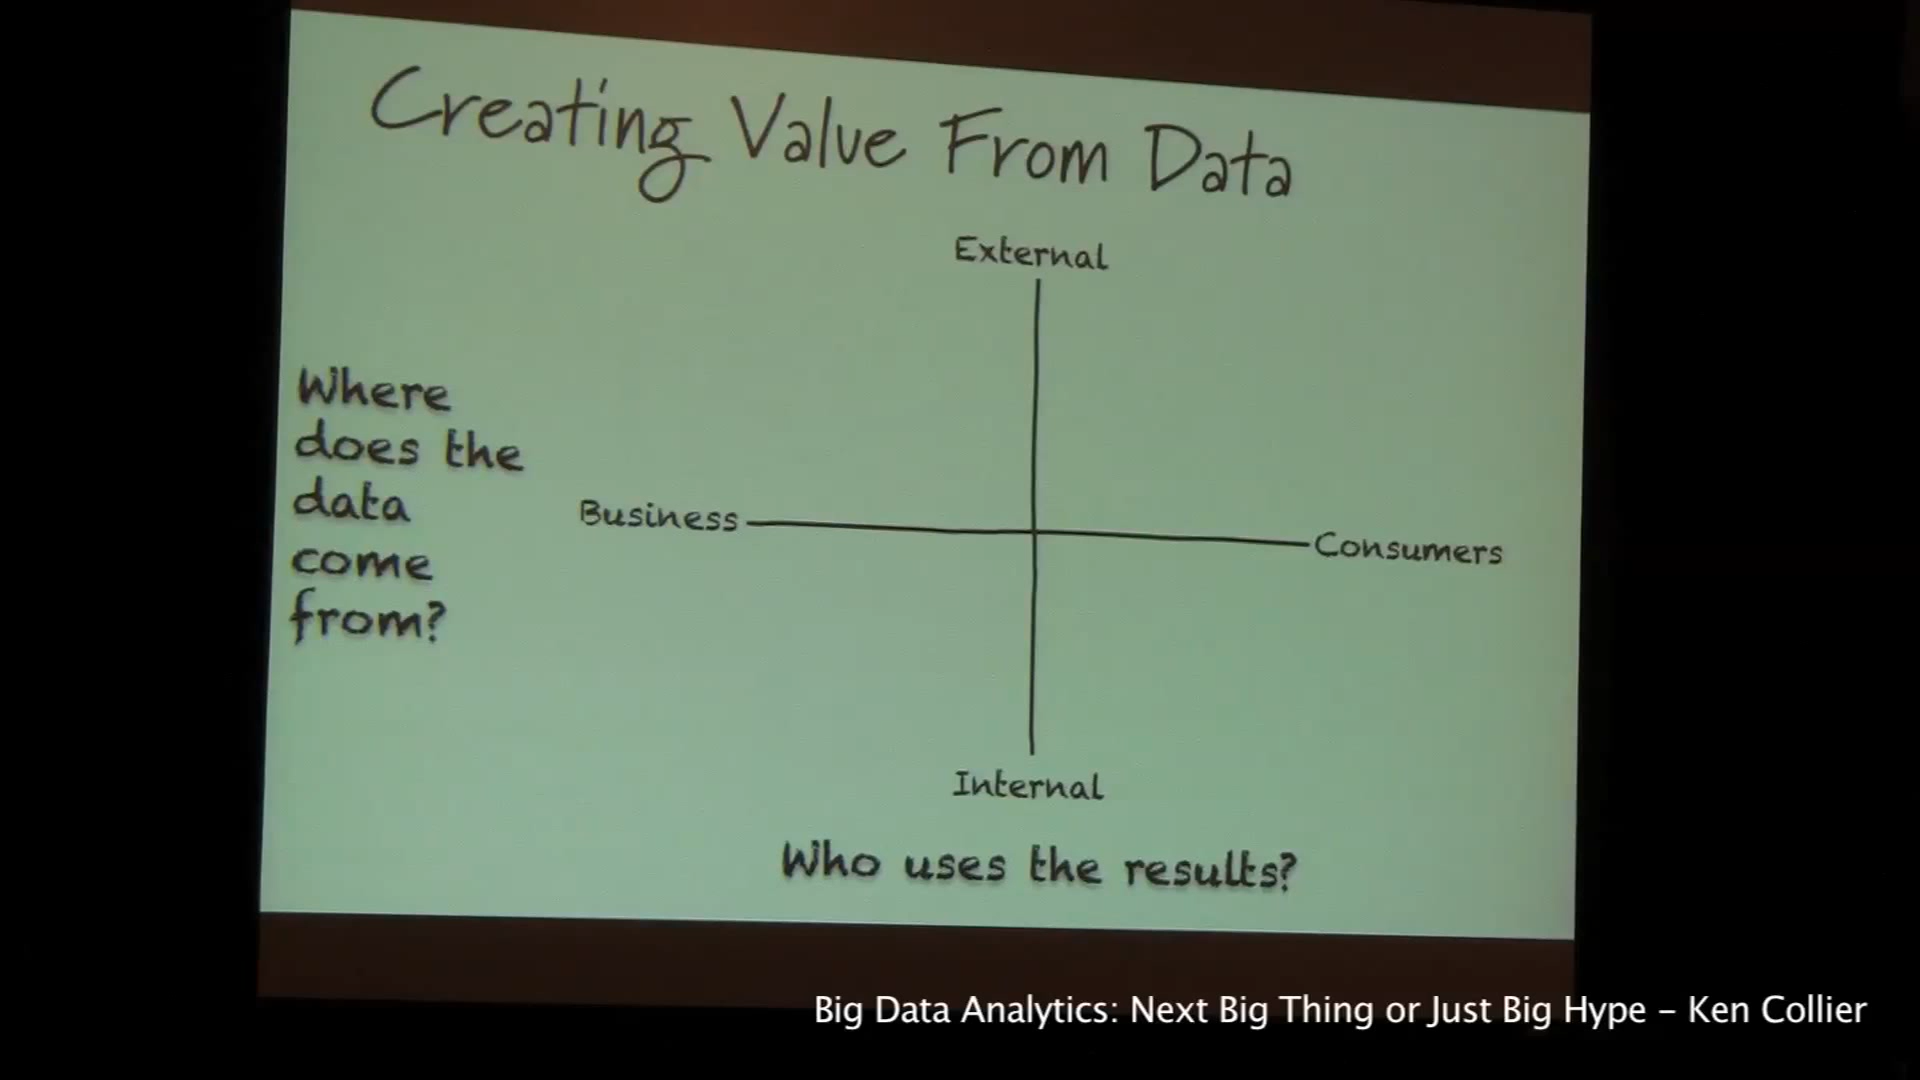 Creating Value From Data
External
Where
does the
data
come
from?
Business
Consumers
Internal
Who uses the results?
Big Data Analytics: Next Big Thing or Just Big Hype – Ken Collier